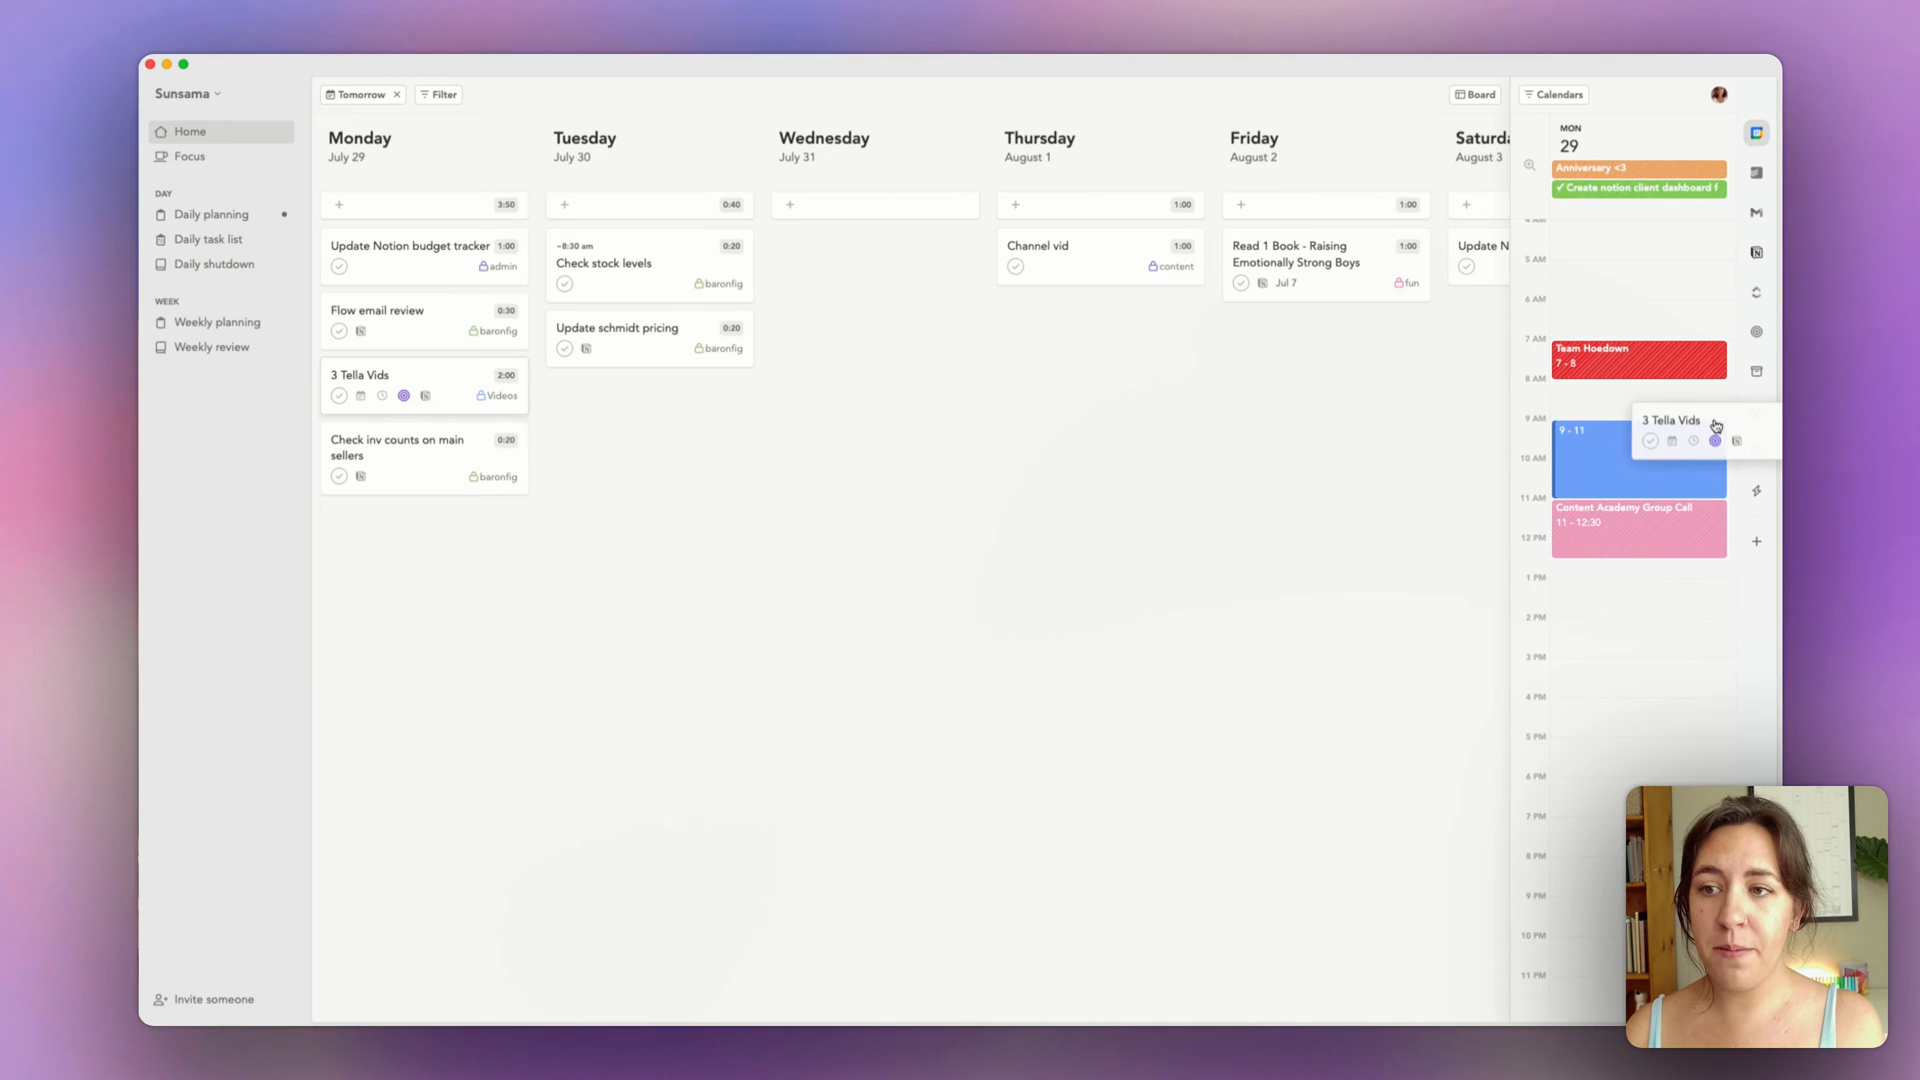 Sunsama
Home
Focus
DAY
Daily planning
Daily task list
Daily shutdown
WEEK
Weekly planning
Weekly review
Invite someone
Tomorrow
Filter
Board
Monday
July 29
3:50
Update Notion budget tracker 1:00
admin
Flow email review 0:30
baronfig
3 Tella Vids 2:00
Videos
Check inv counts on main 0:20
sellers
baronfig
Tuesday
July 30
0:40
~8:30 am 0:20
Check stock levels
baronfig
Update schmidt pricing 0:20
baronfig
Wednesday
July 31
Thursday
August 1
1:00
Channel vid 1:00
content
Friday
August 2
1:00
Read 1 Book - Raising 1:00
Emotionally Strong Boys
Jul 7 fun
Saturd
August 3
Update N
Calendars
MON
29
Anniversary <3
✓ Create notion client dashboard f
4 AM
5 AM
6 AM
7 AM
Team Hoedown
7 - 8
8 AM
9 AM
9 - 11
3 Tella Vids
10 AM
11 AM
Content Academy Group Call
11 - 12:30
12 PM
1 PM
2 PM
3 PM
4 PM
5 PM
6 PM
7 PM
8 PM
9 PM
10 PM
11 PM